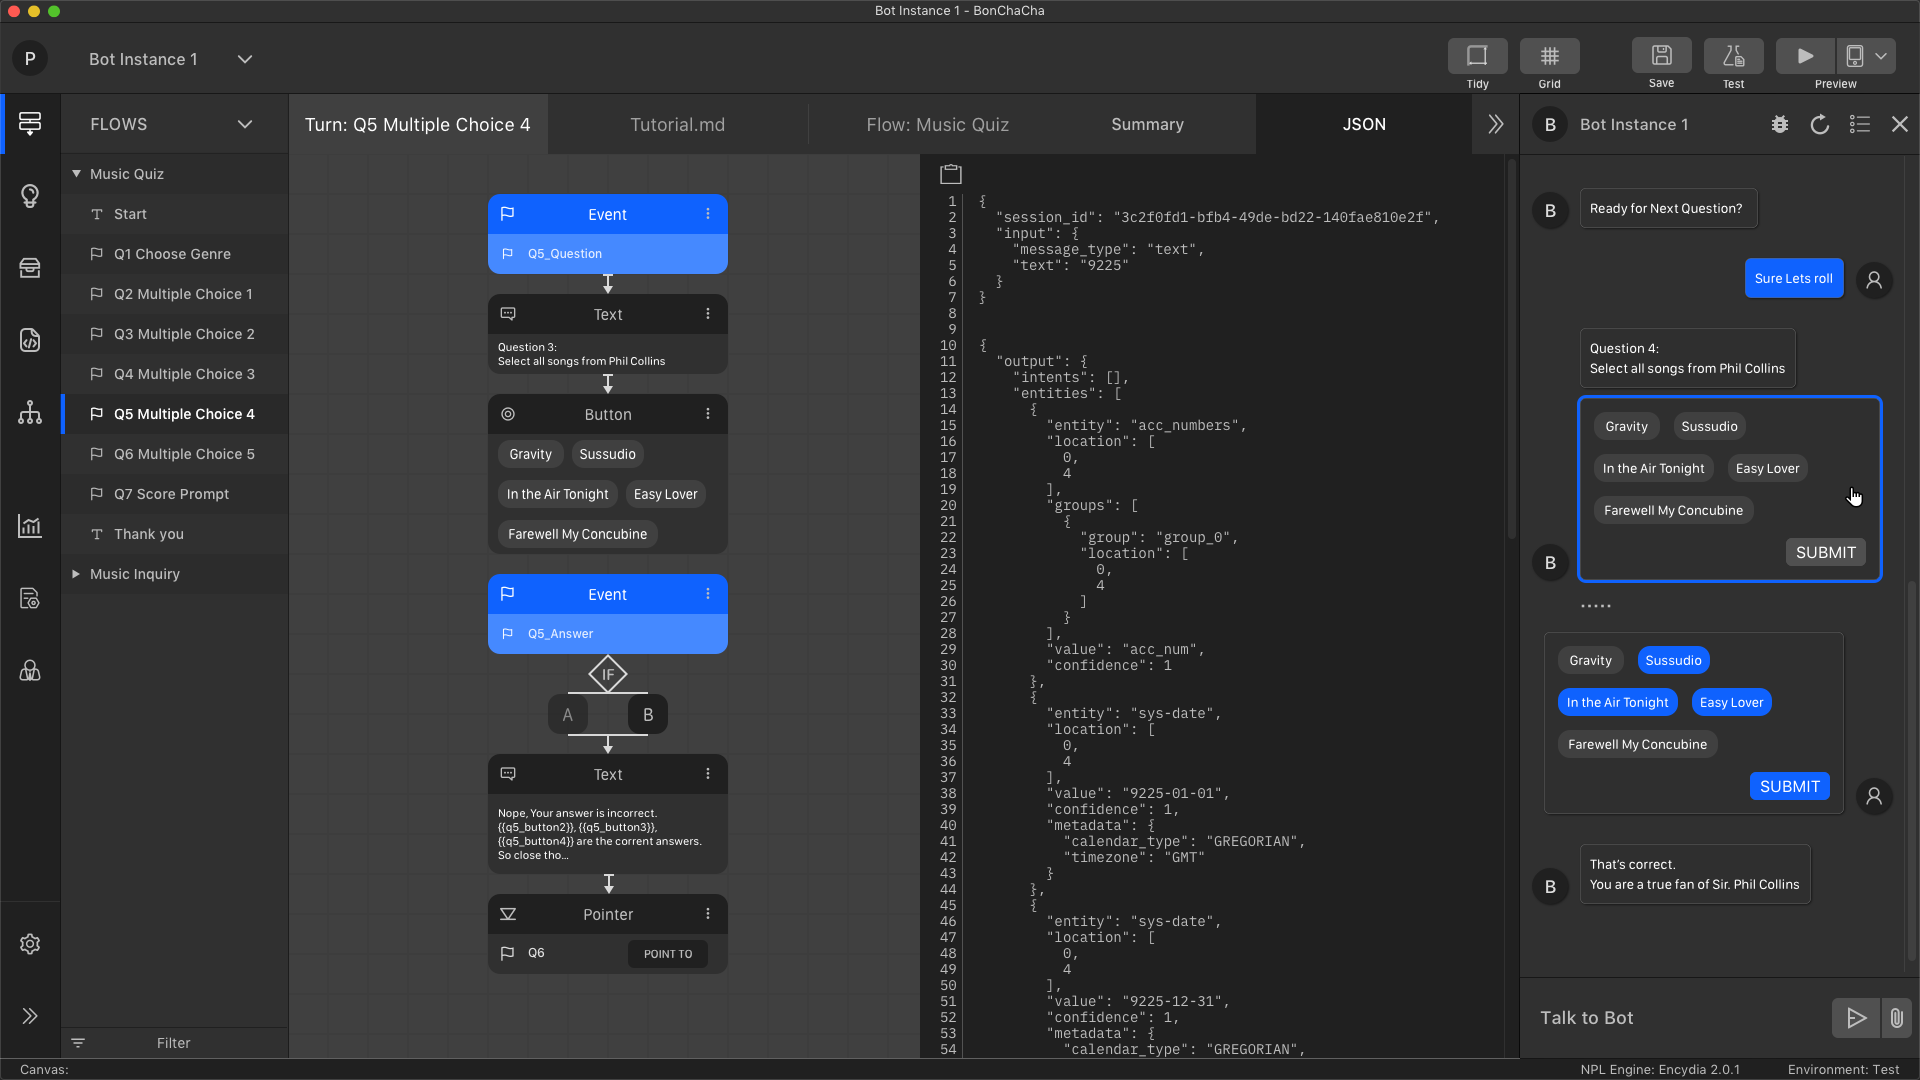 Bot Instance 1 - BonChaCha
P
Bot Instance 1
Tidy
Grid
Save
Test
Preview
FLOWS
Music Quiz
Start
Q1 Choose Genre
Q2 Multiple Choice 1
Q3 Multiple Choice 2
Q4 Multiple Choice 3
Q5 Multiple Choice 4
Q6 Multiple Choice 5
Q7 Score Prompt
Thank you
Music Inquiry
Filter
Turn: Q5 Multiple Choice 4
Tutorial.md
Flow: Music Quiz
Summary
JSON
Event
Q5_Question
Text
Question 3:
Select all songs from Phil Collins
Button
Gravity
Sussudio
In the Air Tonight
Easy Lover
Farewell My Concubine
Event
Q5_Answer
IF
A
B
Text
Nope, Your answer is incorrect.
{{q5_button2}}, {{q5_button3}},
{{q5_button4}} are the corrent answers.
So close tho...
Pointer
Q6
POINT TO
1 {
2 "session_id": "3c2f0fd1-bfb4-49de-bd22-140fae810e2f",
3 "input": {
4 "message_type": "text",
5 "text": "9225"
6 }
7 }
8
9
10 {
11 "output": {
12 "intents": [],
13 "entities": [
14 {
15 "entity": "acc_numbers",
16 "location": [
17 0,
18 4
19 ],
20 "groups": [
21 {
22 "group": "group_0",
23 "location": [
24 0,
25 4
26 ]
27 }
28 ],
29 "value": "acc_num",
30 "confidence": 1
31 },
32 {
33 "entity": "sys-date",
34 "location": [
35 0,
36 4
37 ],
38 "value": "9225-01-01",
39 "confidence": 1,
40 "metadata": {
41 "calendar_type": "GREGORIAN",
42 "timezone": "GMT"
43 }
44 },
45 {
46 "entity": "sys-date",
47 "location": [
48 0,
49 4
50 ],
51 "value": "9225-12-31",
52 "confidence": 1,
53 "metadata": {
54 "calendar_type": "GREGORIAN",
B
Bot Instance 1
B
Ready for Next Question?
Sure Lets roll
Question 4:
Select all songs from Phil Collins
Gravity
Sussudio
In the Air Tonight
Easy Lover
Farewell My Concubine
SUBMIT
B
.....
Gravity
Sussudio
In the Air Tonight
Easy Lover
Farewell My Concubine
SUBMIT
That's correct.
You are a true fan of Sir. Phil Collins
B
Talk to Bot
Canvas:
NPL Engine: Encydia 2.0.1
Environment: Test